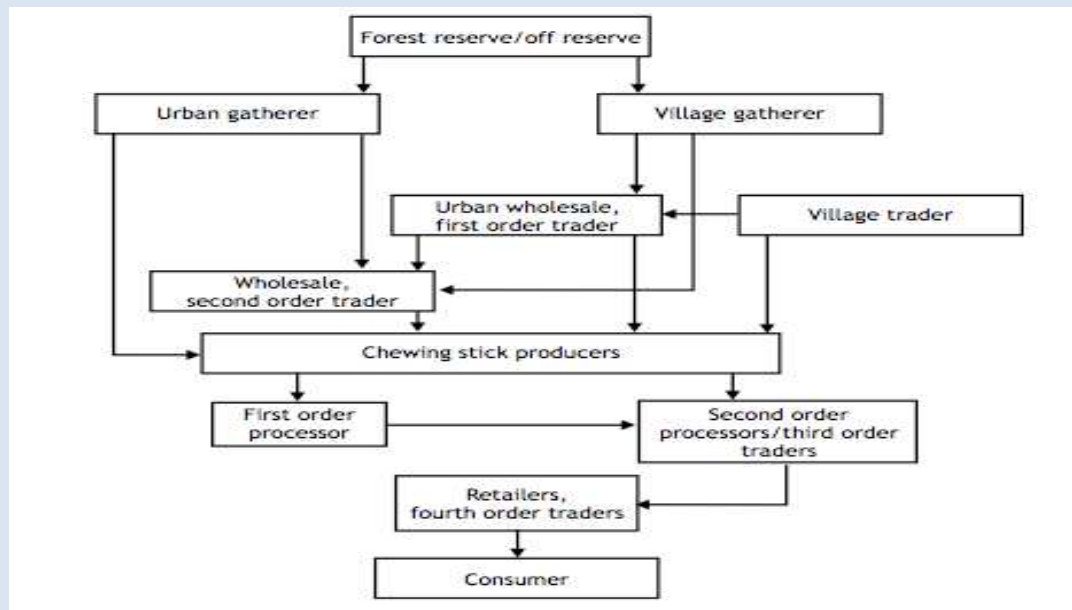 Forest reserve/off reserve
Urban gatherer
Village gatherer
Urban wholesale,
first order trader
Village trader
Wholesale,
second order trader
Chewing stick producers
First order
processor
Second order
processors/third order
traders
Retailers,
fourth order traders
Consumer